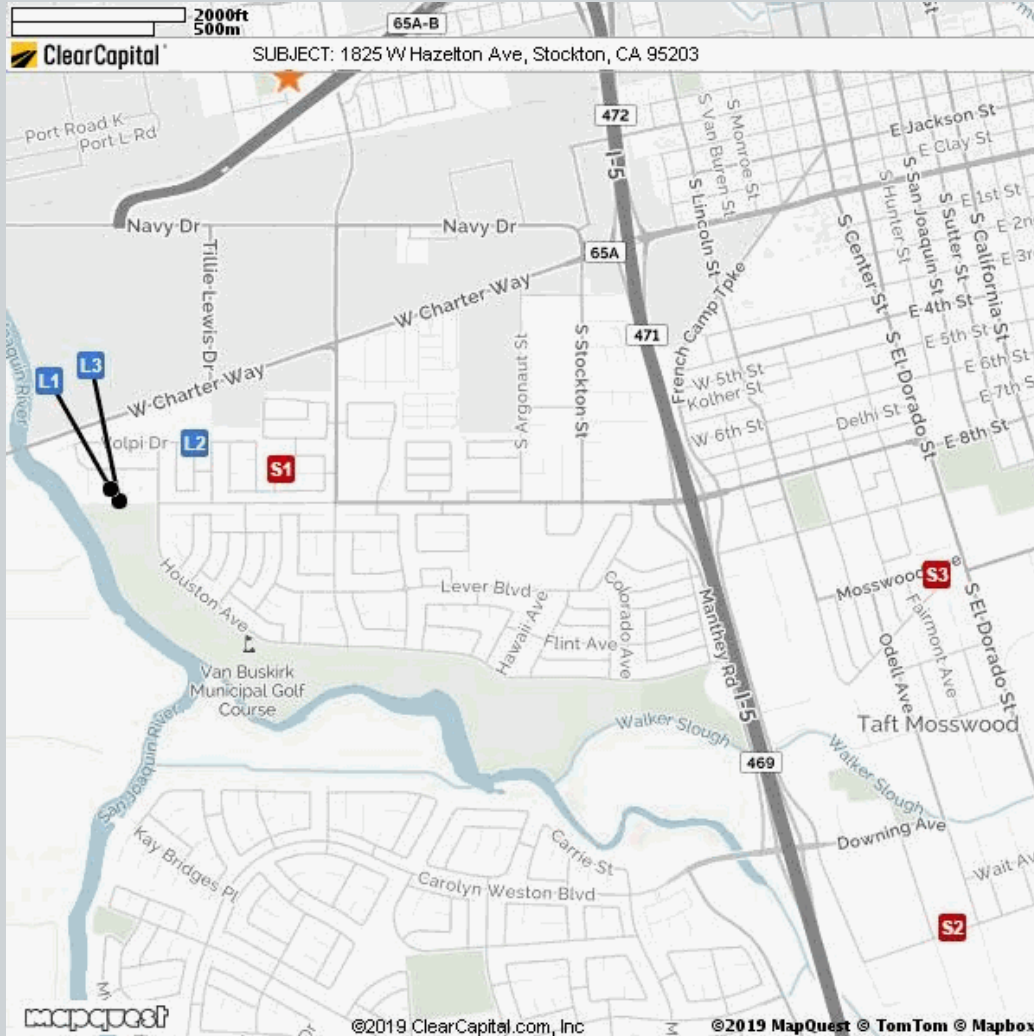 2000ft
500m
65A-B
ClearCapital
SUBJECT: 1825 W Hazelton Ave, Stockton, CA 95203
Port Road K
Port L Rd
472
I-5
S Monroe St
S Van Buren St
S Lincoln St
E Jackson St
E Clay St
S San Joaquin St
S Hunter St
S Sutter St
S California St
E 1st St
E 2n
E 3r
Navy Dr
Navy Dr
65A
Tillie Lewis Dr
W Charter Way
S Center St
French Camp Tpke
E 4th St
E 5th St
E 6th St
E 7th S
471
S Argonaut St
S Stockton St
W 5th St
Kolher St
W 6th St
Delhi St
E 8th St
S El Dorado St
L1
L3
W Charter Way
oaquin River
Volpi Dr
L2
S1
Houston Ave
Lever Blvd
Hawaii Ave
Colorado Ave
Flint Ave
Manthey Rd
I-5
Mosswood
e
S3
Fairmont Ave
Odell Ave
S El Dorado St
Van Buskirk
Municipal Golf
Course
Taft Mosswood
Walker Slough
Walker Slough
San Joaquin River
469
Downing Ave
Kay Bridges Pl
Carrie St
Carolyn Weston Blvd
Wait Av
S2
mapquest
©2019 ClearCapital.com, Inc
©2019 MapQuest © TomTom © Mapbox